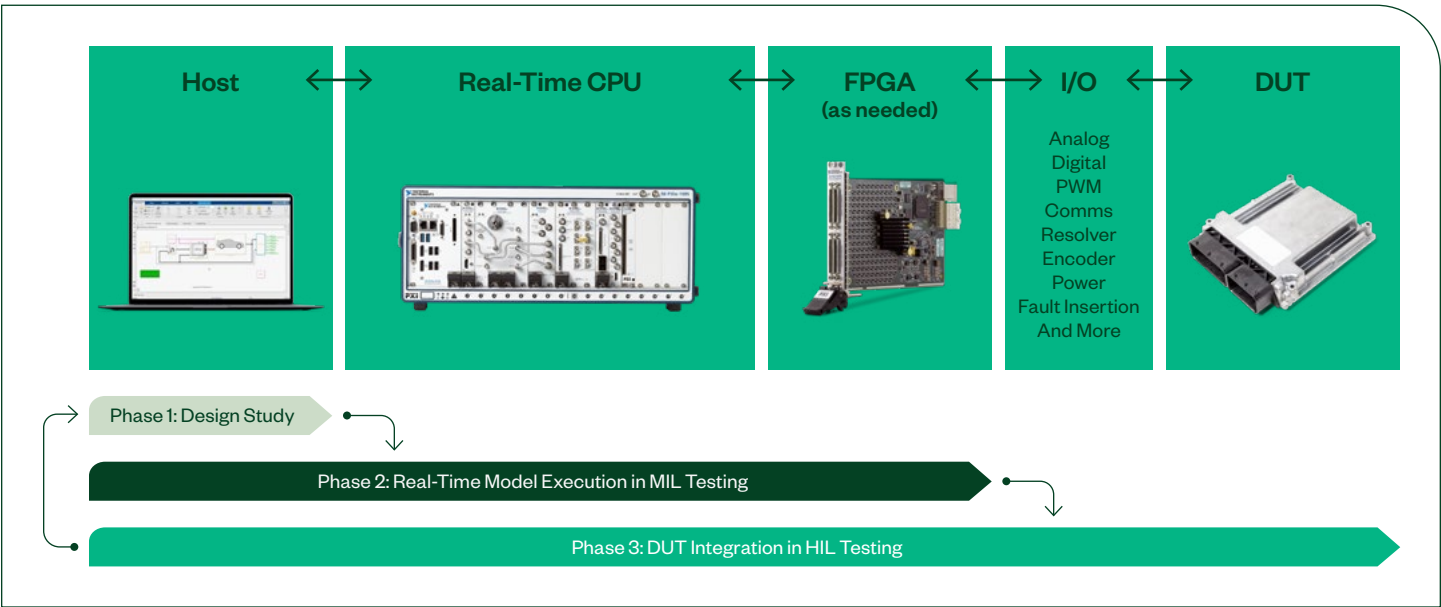 Host
Real-Time CPU
FPGA
(as needed)
I/O
DUT
Analog
Digital
PWM
Comms
Resolver
Encoder
Power
Fault Insertion
And More
PXI
Phase 1: Design Study
Phase 2: Real-Time Model Execution in MIL Testing
Phase 3: DUT Integration in HIL Testing